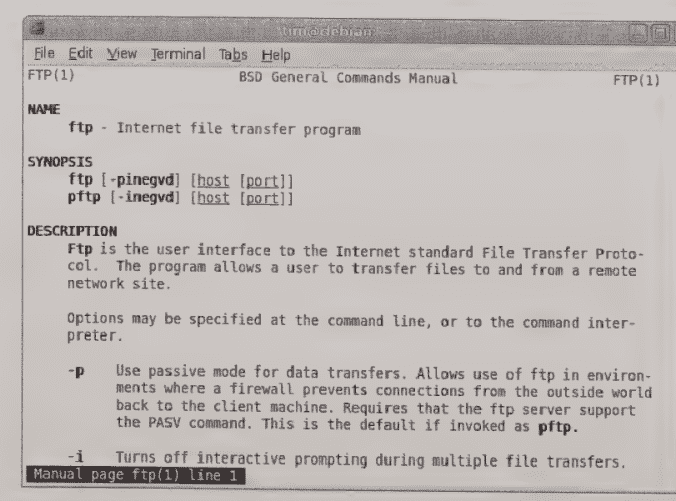 tim@debian
File Edit View Terminal Tabs Help
FTP(1) BSD General Commands Manual FTP(1)
NAME
ftp - Internet file transfer program
SYNOPSIS
ftp [-pinegvd] [host [port]]
pftp [-inegvd] [host [port]]
DESCRIPTION
Ftp is the user interface to the Internet standard File Transfer Proto-
col. The program allows a user to transfer files to and from a remote
network site.
Options may be specified at the command line, or to the command inter-
preter.
-p Use passive mode for data transfers. Allows use of ftp in environ-
ments where a firewall prevents connections from the outside world
back to the client machine. Requires that the ftp server support
the PASV command. This is the default if invoked as pftp.
-i Turns off interactive prompting during multiple file transfers.
Manual page ftp(1) line 1